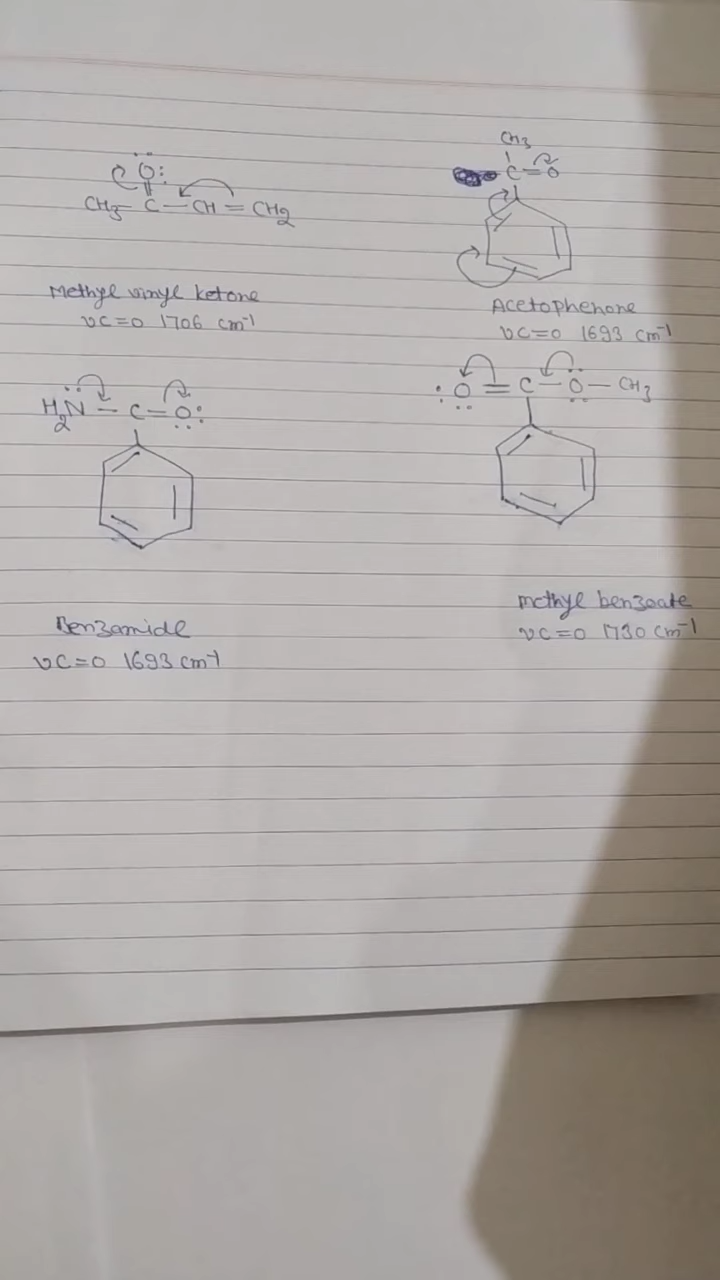 :Ö:
CH3 – C – CH = CH2
Methyl vinyl ketone
νC=O 1706 cm-1
CH3
C=O
Acetophenone
νC=O 1693 cm-1
H2N̈ – C – Ö:
Benzamide
νC=O 1693 cm-1
:O = C – O – CH3
methyl benzoate
νC=O 1730 cm-1